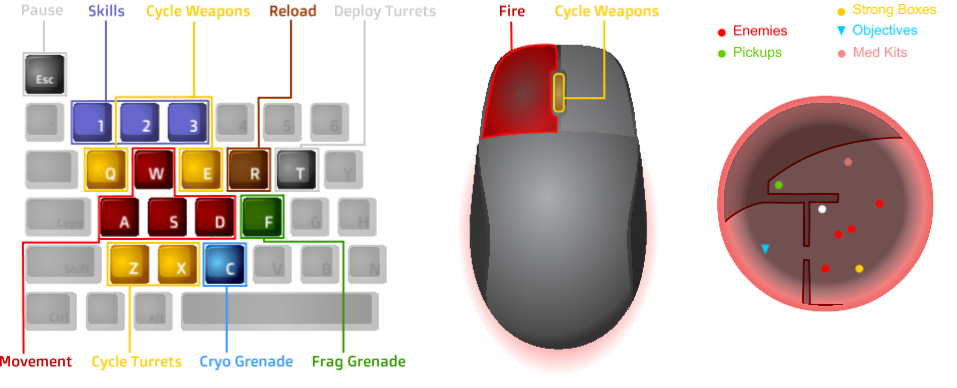 Pause Skills Cycle Weapons Reload Deploy Turrets Fire Cycle Weapons Strong Boxes
Enemies Objectives
Pickups Med Kits
Esc
1 2 3 4 5 6
Q W E R T Y
Caps A S D F G H
Shift Z X C V B N
Ctrl Alt
Movement Cycle Turrets Cryo Grenade Frag Grenade